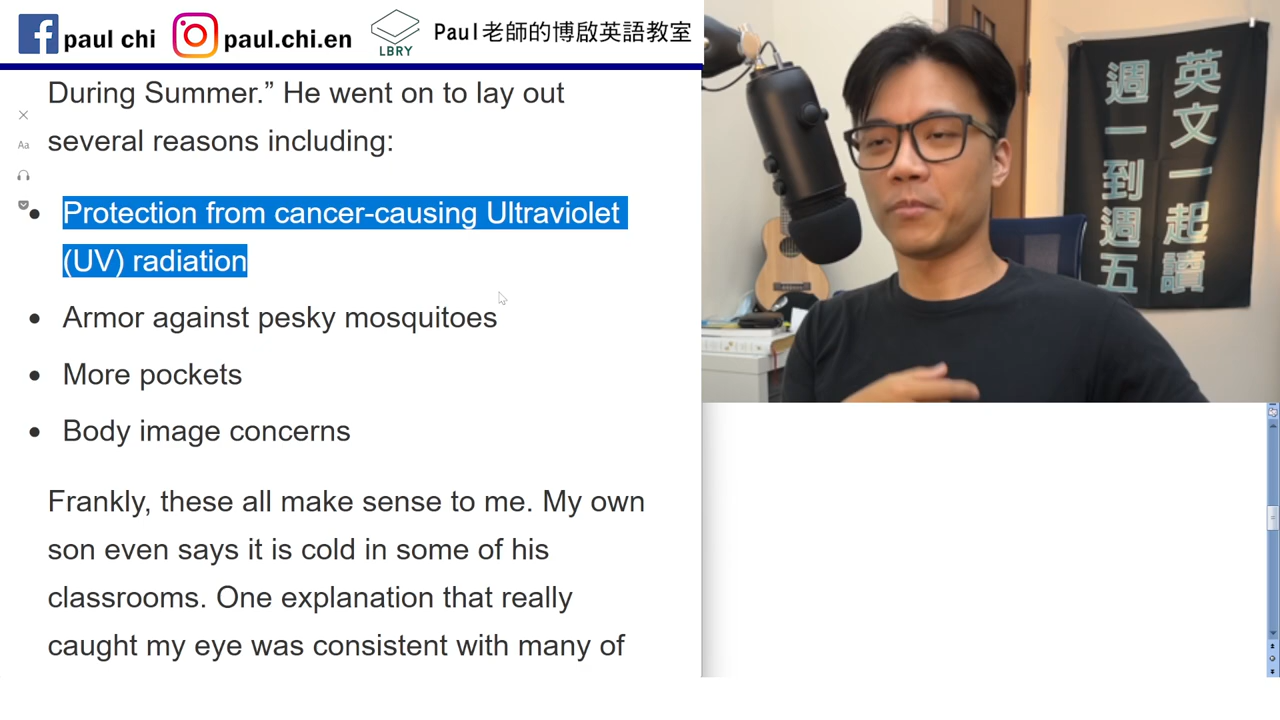 paul chi
paul.chi.en
LBRY
Paul老師的博啟英語教室
During Summer.” He went on to lay out
several reasons including:
Aa
Protection from cancer-causing Ultraviolet
(UV) radiation
Armor against pesky mosquitoes
More pockets
Body image concerns
Frankly, these all make sense to me. My own
son even says it is cold in some of his
classrooms. One explanation that really
caught my eye was consistent with many of
英文一起讀
週一到週五